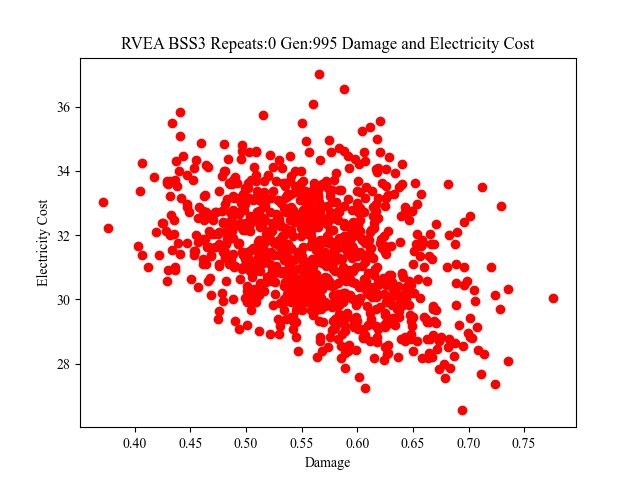 RVEA BSS3 Repeats:0 Gen:995 Damage and Electricity Cost
36
34
32
30
28
Electricity Cost
0.40 0.45 0.50 0.55 0.60 0.65 0.70 0.75
Damage